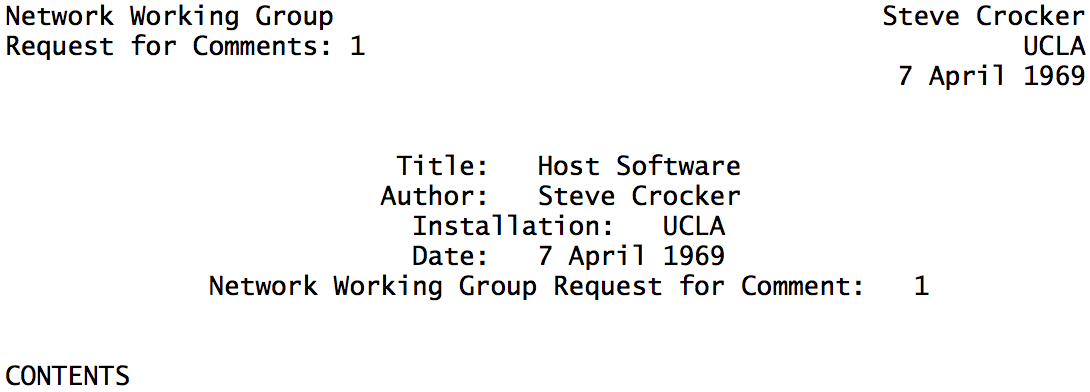 Network Working Group Steve Crocker
Request for Comments: 1 UCLA
7 April 1969
Title: Host Software
Author: Steve Crocker
Installation: UCLA
Date: 7 April 1969
Network Working Group Request for Comment: 1
CONTENTS